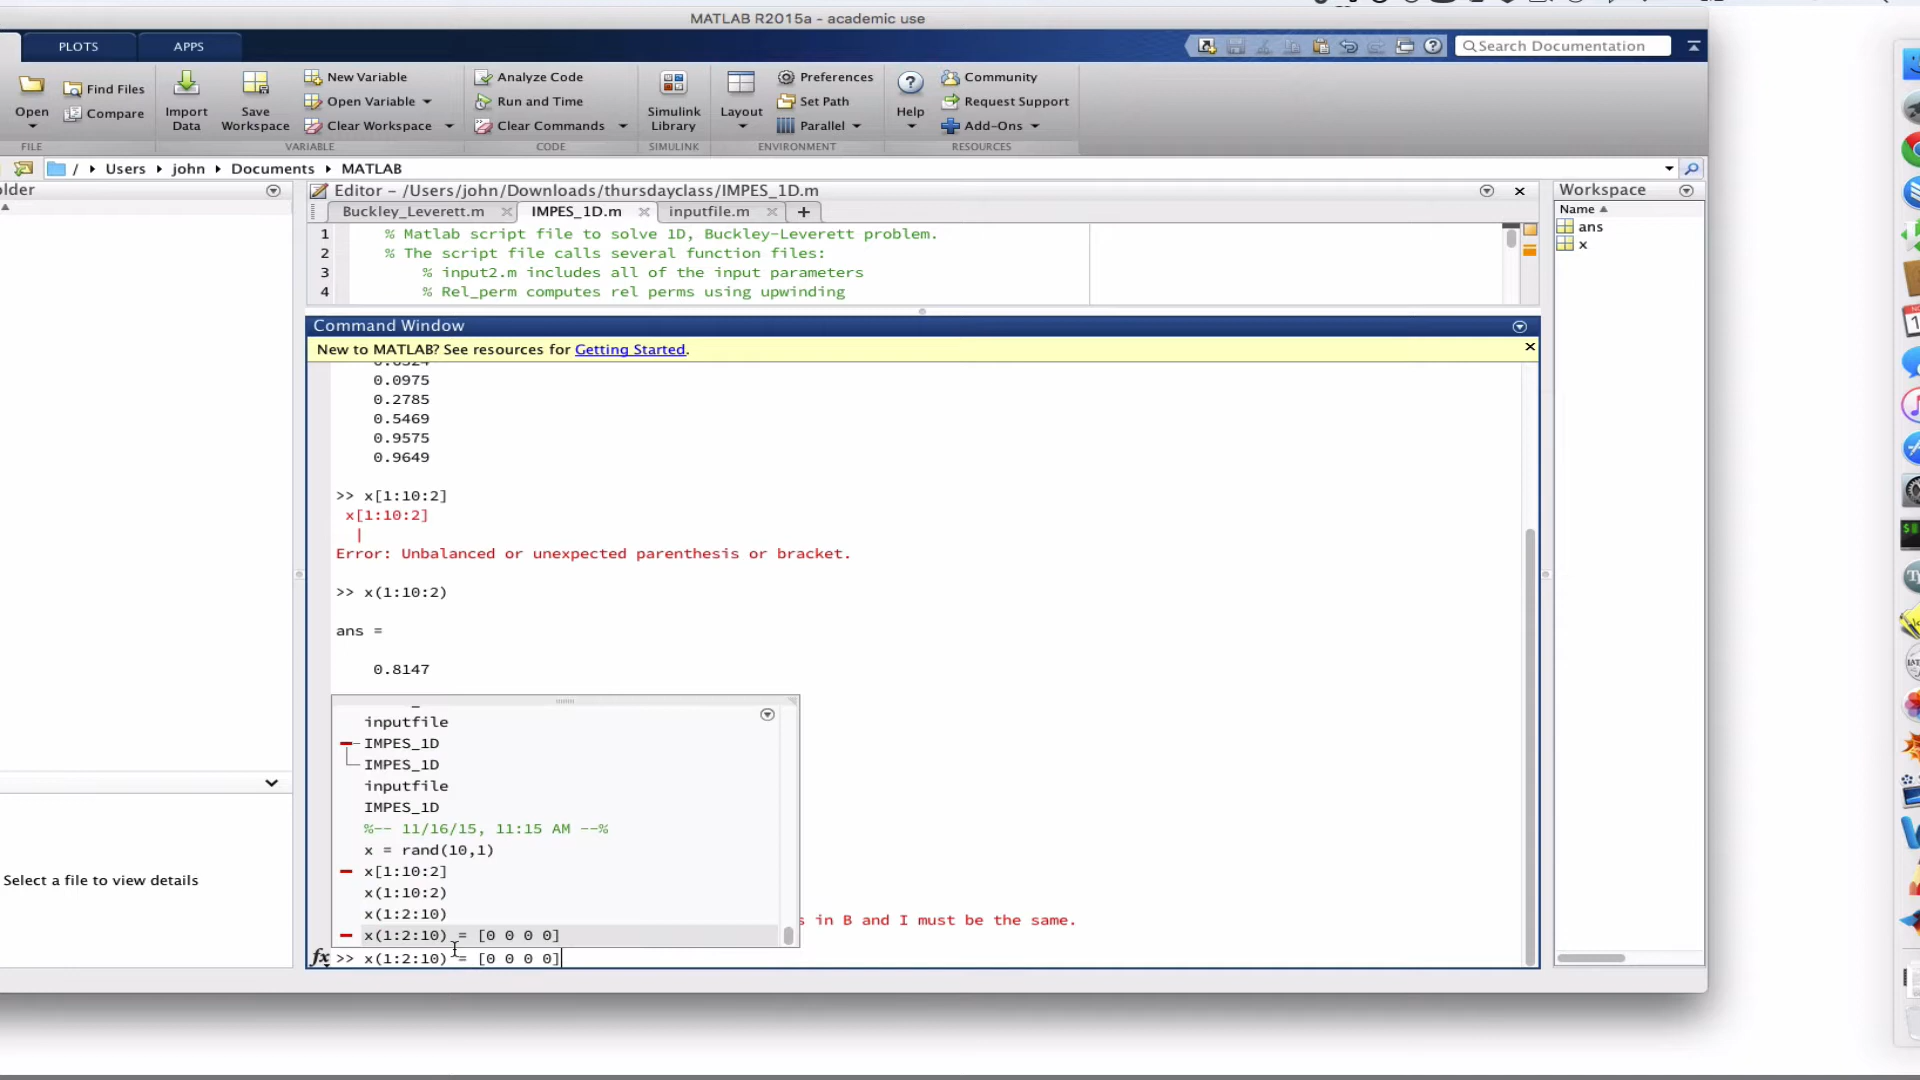 MATLAB R2015a - academic use
PLOTS
APPS
Search Documentation
Open
Find Files
Compare
Import
Data
Save
Workspace
New Variable
Open Variable
Clear Workspace
Analyze Code
Run and Time
Clear Commands
Simulink
Library
Layout
Preferences
Set Path
Parallel
Help
Community
Request Support
Add-Ons
FILE
VARIABLE
CODE
SIMULINK
ENVIRONMENT
RESOURCES
/ Users john Documents MATLAB
older
Editor - /Users/john/Downloads/thursdayclass/IMPES_1D.m
Workspace
Buckley_Leverett.m
IMPES_1D.m
inputfile.m
Name
ans
x
1 % Matlab script file to solve 1D, Buckley-Leverett problem.
2 % The script file calls several function files:
3 % input2.m includes all of the input parameters
4 % Rel_perm computes rel perms using upwinding
Command Window
New to MATLAB? See resources for Getting Started.
0.0975
0.2785
0.5469
0.9575
0.9649
>> x[1:10:2]
x[1:10:2]
|
Error: Unbalanced or unexpected parenthesis or bracket.
>> x(1:10:2)
ans =
0.8147
inputfile
IMPES_1D
IMPES_1D
inputfile
IMPES_1D
%-- 11/16/15, 11:15 AM --%
x = rand(10,1)
x[1:10:2]
x(1:10:2)
x(1:2:10)
x(1:2:10) = [0 0 0 0]
in B and I must be the same.
fx >> x(1:2:10) = [0 0 0 0]
Select a file to view details